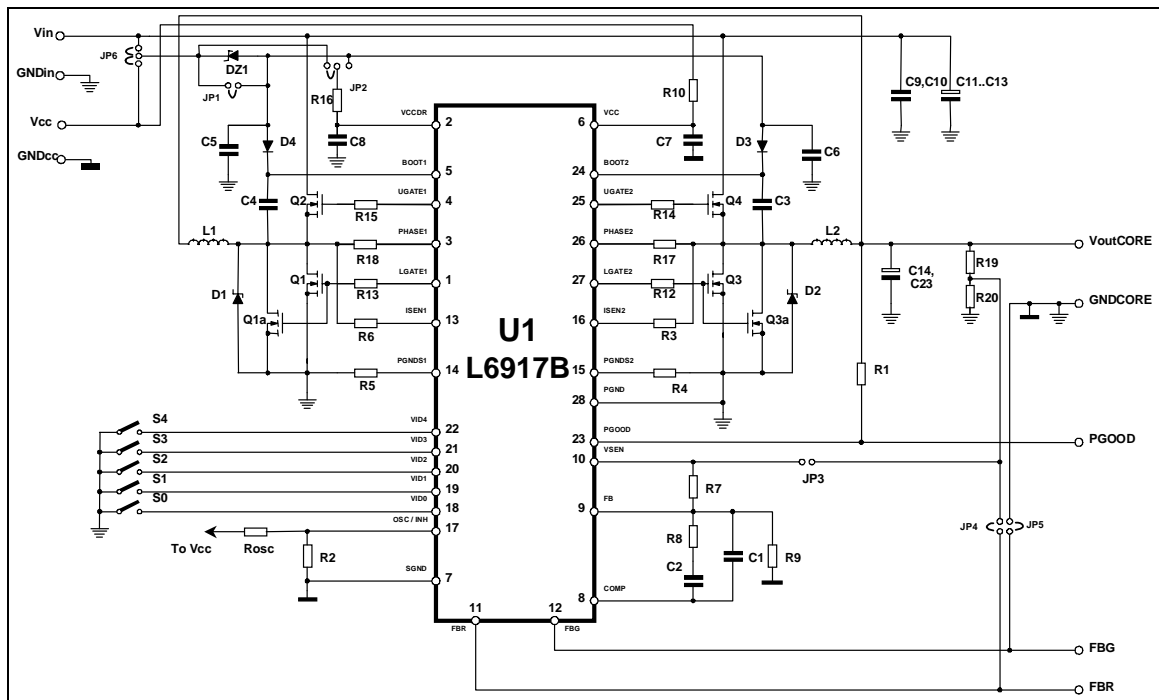 Vin
JP6
DZ1
GNDin
JP1
JP2
R16
R10
C9,C10
C11..C13
Vcc
VCCDR
2
6
VCC
GNDcc
C5
D4
C8
C7
D3
C6
BOOT1
5
24
BOOT2
C4
Q2
UGATE1
4
25
UGATE2
Q4
C3
R15
R14
L1
PHASE1
3
26
PHASE2
L2
VoutCORE
R18
R17
C14,
C23
R19
D1
Q1
LGATE1
1
27
LGATE2
Q3
D2
R13
R12
R20
GNDCORE
Q1a
ISEN1
13
16
ISEN2
Q3a
R6
R3
U1
L6917B
PGNDS1
14
15
PGNDS2
R5
R4
R1
28
PGND
S4
VID4
22
23
PGOOD
PGOOD
S3
VID3
21
10
VSEN
JP3
S2
VID2
20
R7
S1
VID1
19
9
FB
S0
VID0
18
R8
C1
R9
JP4
JP5
OSC / INH
17
To Vcc
Rosc
R2
C2
SGND
7
8
COMP
11
12
FBR
FBG
FBG
FBR